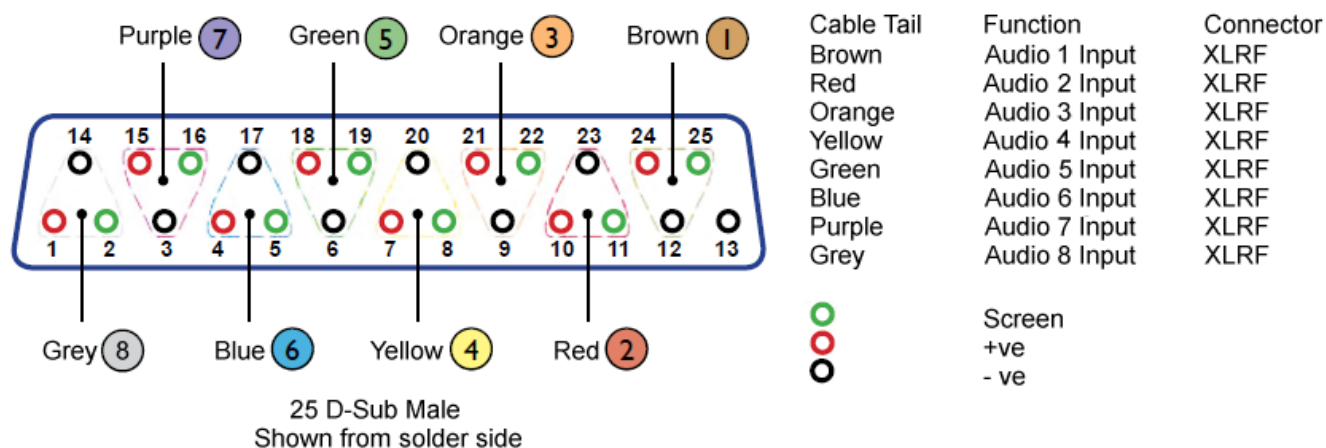 Purple 7 Green 5 Orange 3 Brown 1
14 15 16 17 18 19 20 21 22 23 24 25
1 2 3 4 5 6 7 8 9 10 11 12 13
Grey 8 Blue 6 Yellow 4 Red 2
25 D-Sub Male
Shown from solder side
Cable Tail Function Connector
Brown Audio 1 Input XLRF
Red Audio 2 Input XLRF
Orange Audio 3 Input XLRF
Yellow Audio 4 Input XLRF
Green Audio 5 Input XLRF
Blue Audio 6 Input XLRF
Purple Audio 7 Input XLRF
Grey Audio 8 Input XLRF
Screen
+ve
- ve